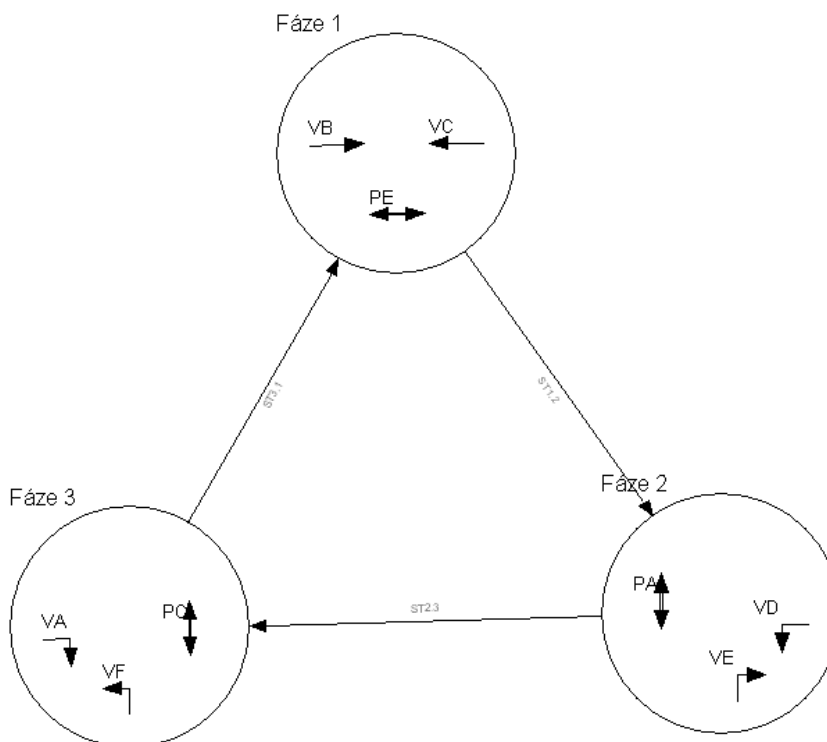 Fáze 1
VB
VC
PE
ST3.1
ST1.2
Fáze 3
Fáze 2
VA
PC
VF
ST2.3
PA
VD
VE